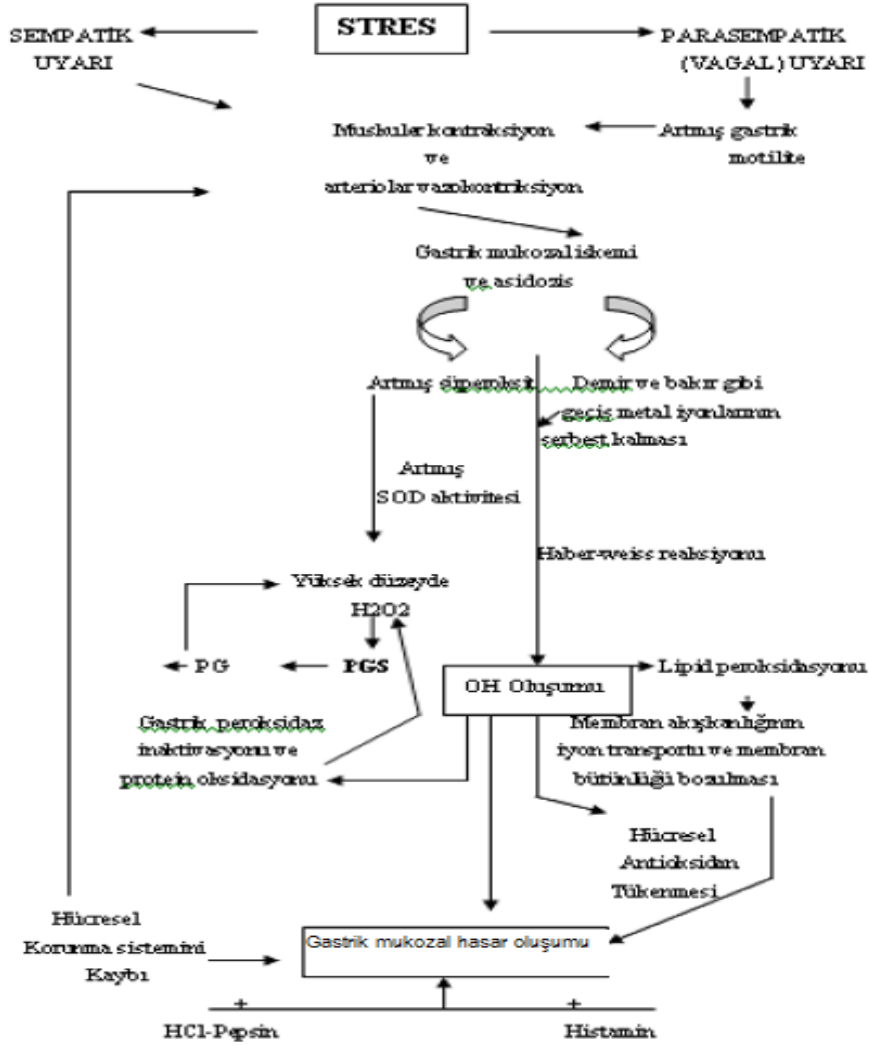 STRES
SEMPATİK
UYARI
PARASEMPATİK
(VAGAL) UYARI
Muskuler kontraksiyon
ve
arteriolar vazokontriksiyon
Artmış gastrik
motilite
Gastrik mukozal iskemi
ve asidozis
Artmış süperoksit
Demir ve bakır gibi
geçiş metal iyonlarının
serbest kalması
Artmış
SOD aktivitesi
Haber-weiss reaksiyonu
Yüksek düzeyde
H2O2
PG
PGS
OH Oluşumu
Lipid peroksidasyonu
Gastrik peroksidaz
inaktivasyonu ve
protein oksidasyonu
Membran akışkanlığının
iyon transportu ve membran
bütünlüğü bozulması
Hücresel
Antioksidan
Tükenmesi
Hücresel
Korunma sistemini
Kaybı
Gastrik mukozal hasar oluşumu
+ +
HCl-Pepsin
Histamin